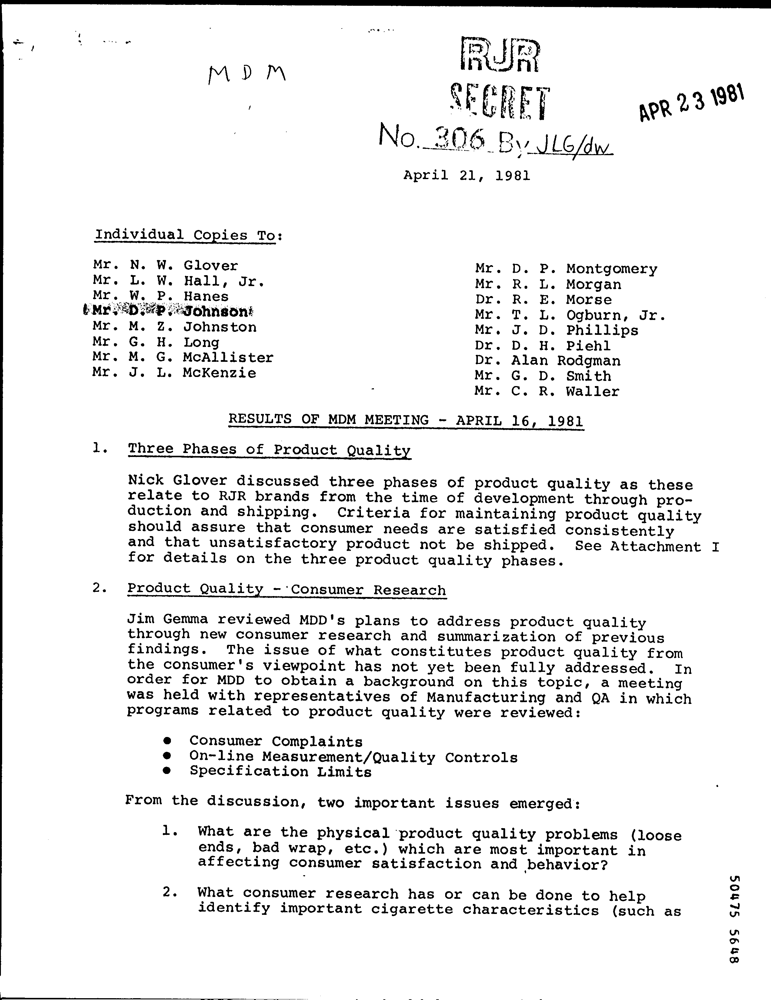 MDM
RJR
SECRET
No. 306 By JLG/dw
APR 23 1981
April 21, 1981
Individual Copies To:
Mr. N. W. Glover
Mr. L. W. Hall, Jr.
Mr. W. P. Hanes
Mr. D. P. Johnson
Mr. M. Z. Johnston
Mr. G. H. Long
Mr. M. G. McAllister
Mr. J. L. McKenzie
Mr. D. P. Montgomery
Mr. R. L. Morgan
Dr. R. E. Morse
Mr. T. L. Ogburn, Jr.
Mr. J. D. Phillips
Dr. D. H. Piehl
Dr. Alan Rodgman
Mr. G. D. Smith
Mr. C. R. Waller
RESULTS OF MDM MEETING - APRIL 16, 1981
1. Three Phases of Product Quality
Nick Glover discussed three phases of product quality as these
relate to RJR brands from the time of development through pro-
duction and shipping. Criteria for maintaining product quality
should assure that consumer needs are satisfied consistently
and that unsatisfactory product not be shipped. See Attachment I
for details on the three product quality phases.
2. Product Quality - Consumer Research
Jim Gemma reviewed MDD's plans to address product quality
through new consumer research and summarization of previous
findings. The issue of what constitutes product quality from
the consumer's viewpoint has not yet been fully addressed. In
order for MDD to obtain a background on this topic, a meeting
was held with representatives of Manufacturing and QA in which
programs related to product quality were reviewed:
● Consumer Complaints
● On-line Measurement/Quality Controls
● Specification Limits
From the discussion, two important issues emerged:
1. What are the physical product quality problems (loose
ends, bad wrap, etc.) which are most important in
affecting consumer satisfaction and behavior?
2. What consumer research has or can be done to help
identify important cigarette characteristics (such as
50475 5648